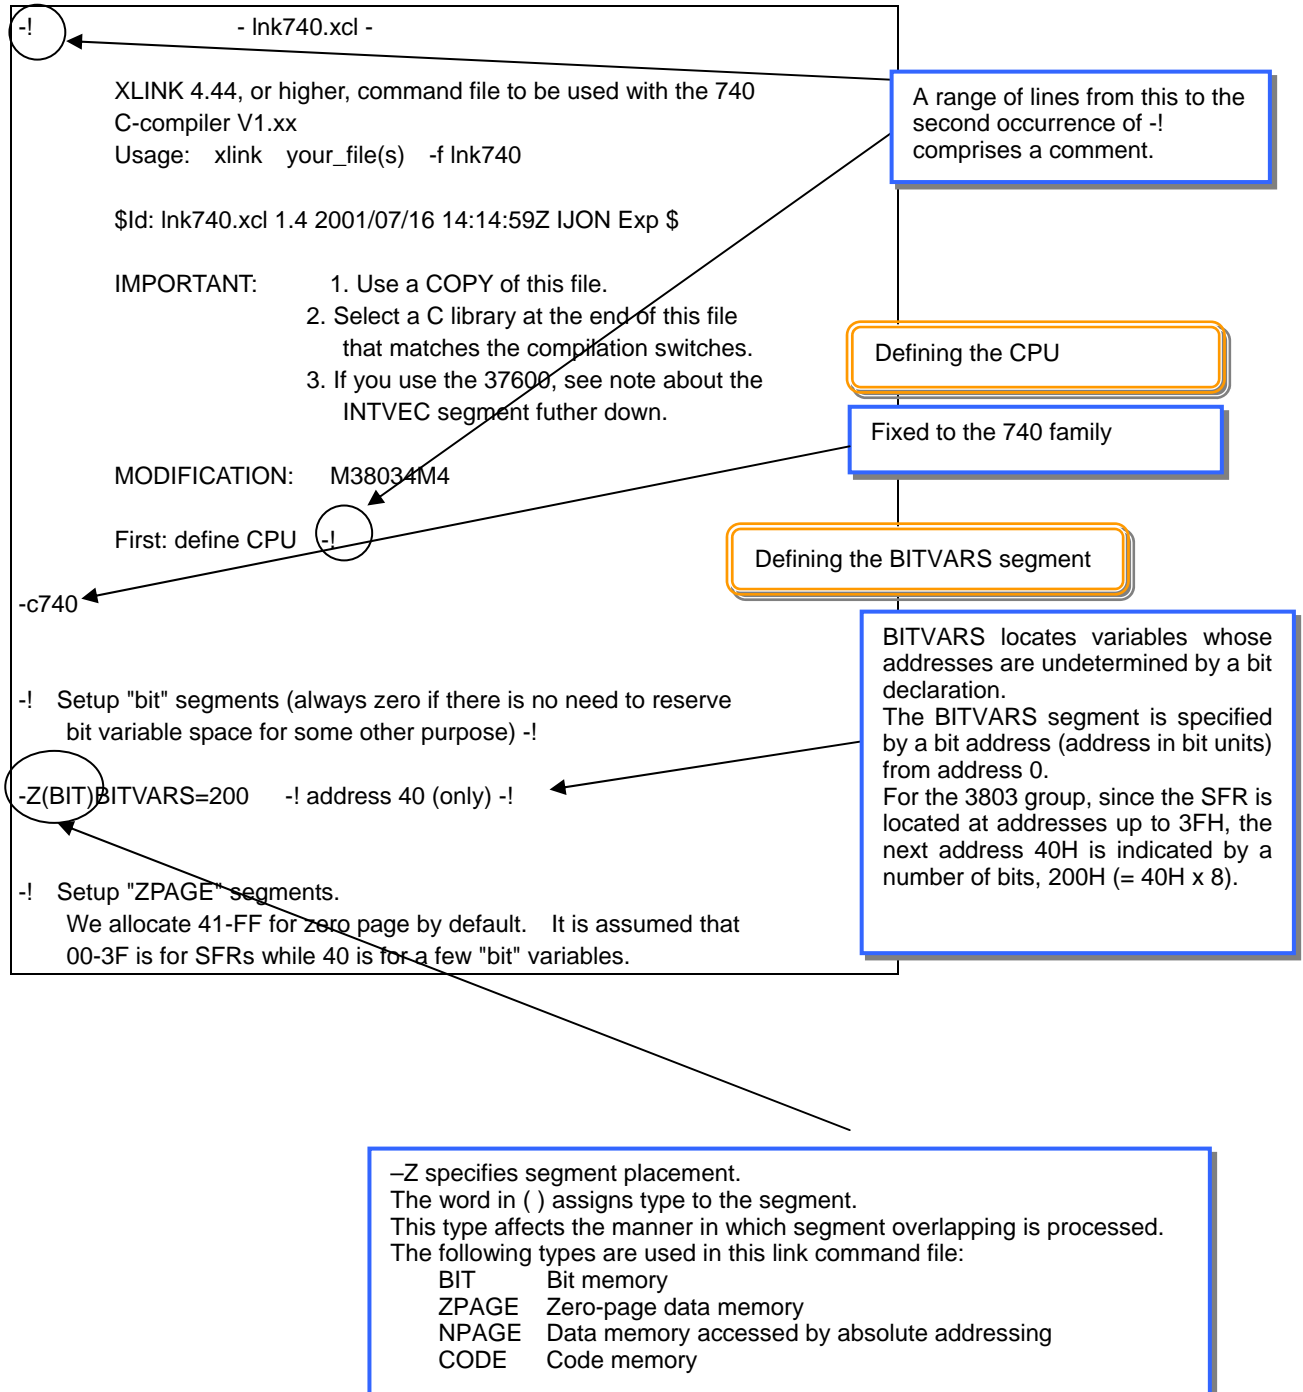 -! - lnk740.xcl -
XLINK 4.44, or higher, command file to be used with the 740
C-compiler V1.xx
Usage: xlink your_file(s) -f lnk740
$Id: lnk740.xcl 1.4 2001/07/16 14:14:59Z IJON Exp $
IMPORTANT: 1. Use a COPY of this file.
2. Select a C library at the end of this file
that matches the compilation switches.
3. If you use the 37600, see note about the
INTVEC segment futher down.
MODIFICATION: M38034M4
First: define CPU -!
-c740
-! Setup "bit" segments (always zero if there is no need to reserve
bit variable space for some other purpose) -!
-Z(BIT)BITVARS=200 -! address 40 (only) -!
-! Setup "ZPAGE" segments.
We allocate 41-FF for zero page by default. It is assumed that
00-3F is for SFRs while 40 is for a few "bit" variables.
A range of lines from this to the
second occurrence of -!
comprises a comment.
Defining the CPU
Fixed to the 740 family
Defining the BITVARS segment
BITVARS locates variables whose
addresses are undetermined by a bit
declaration.
The BITVARS segment is specified
by a bit address (address in bit units)
from address 0.
For the 3803 group, since the SFR is
located at addresses up to 3FH, the
next address 40H is indicated by a
number of bits, 200H (= 40H x 8).
–Z specifies segment placement.
The word in ( ) assigns type to the segment.
This type affects the manner in which segment overlapping is processed.
The following types are used in this link command file:
BIT Bit memory
ZPAGE Zero-page data memory
NPAGE Data memory accessed by absolute addressing
CODE Code memory